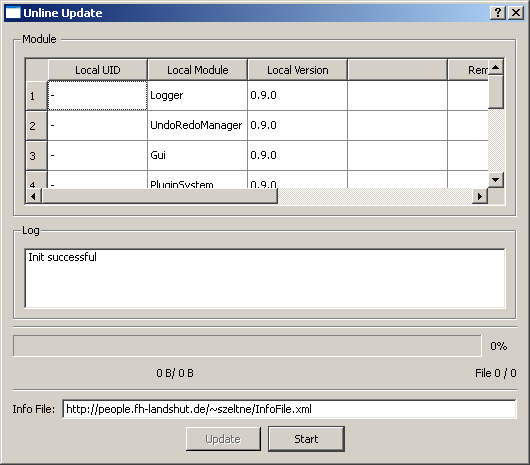 Unline Update
Module
Local UID Local Module Local Version Rem
1 - Logger 0.9.0
2 - UndoRedoManager 0.9.0
3 - Gui 0.9.0
4 - PluginSystem 0.9.0
Log
Init successful
0%
0 B/ 0 B File 0 / 0
Info File: http://people.fh-landshut.de/~szeltne/InfoFile.xml
Update Start